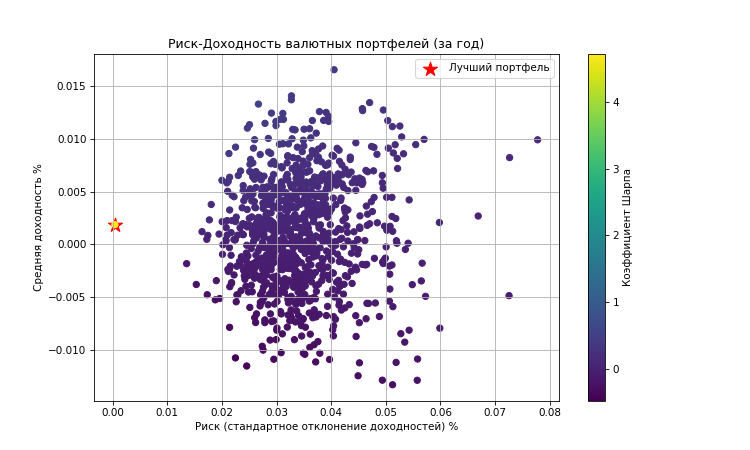 Риск-Доходность валютных портфелей (за год)
Лучший портфель
Средняя доходность %
0.015
0.010
0.005
0.000
−0.005
−0.010
0.00 0.01 0.02 0.03 0.04 0.05 0.06 0.07 0.08
Риск (стандартное отклонение доходностей) %
4
3
2
1
0
Коэффициент Шарпа